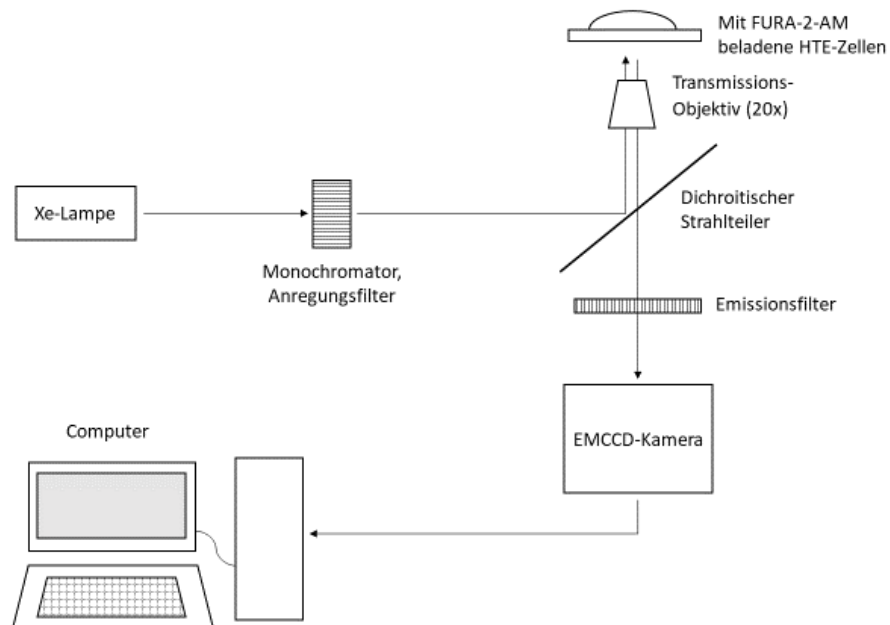 Mit FURA-2-AM
beladene HTE-Zellen
Transmissions-
Objektiv (20x)
Xe-Lampe
Dichroitischer
Strahlteiler
Monochromator,
Anregungsfilter
Emissionsfilter
EMCCD-Kamera
Computer